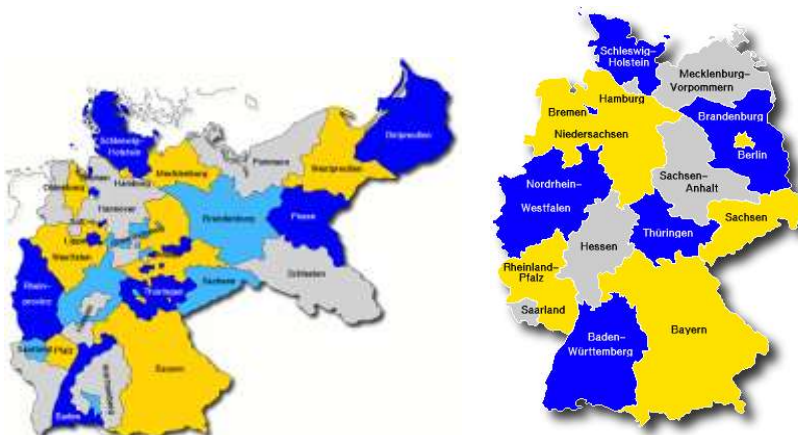 Schleswig-
Holstein
Ostpreußen
Pommern
Westpreußen
Mecklenburg
Hamburg
Oldenburg
Hannover
Brandenburg
Posen
Lippe
Westfalen
Rhein-
provinz
Thüringen
Sachsen
Schlesien
Saarland
Pfalz
Bayern
Baden
Schleswig-
Holstein
Mecklenburg-
Vorpommern
Hamburg
Bremen
Brandenburg
Niedersachsen
Berlin
Nordrhein-
Westfalen
Sachsen-
Anhalt
Sachsen
Hessen
Thüringen
Rheinland-
Pfalz
Saarland
Baden-
Württemberg
Bayern